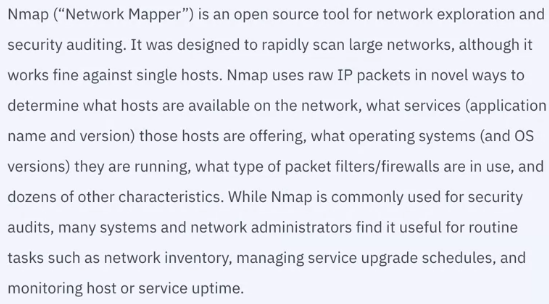 Nmap (“Network Mapper”) is an open source tool for network exploration and
security auditing. It was designed to rapidly scan large networks, although it
works fine against single hosts. Nmap uses raw IP packets in novel ways to
determine what hosts are available on the network, what services (application
name and version) those hosts are offering, what operating systems (and OS
versions) they are running, what type of packet filters/firewalls are in use, and
dozens of other characteristics. While Nmap is commonly used for security
audits, many systems and network administrators find it useful for routine
tasks such as network inventory, managing service upgrade schedules, and
monitoring host or service uptime.